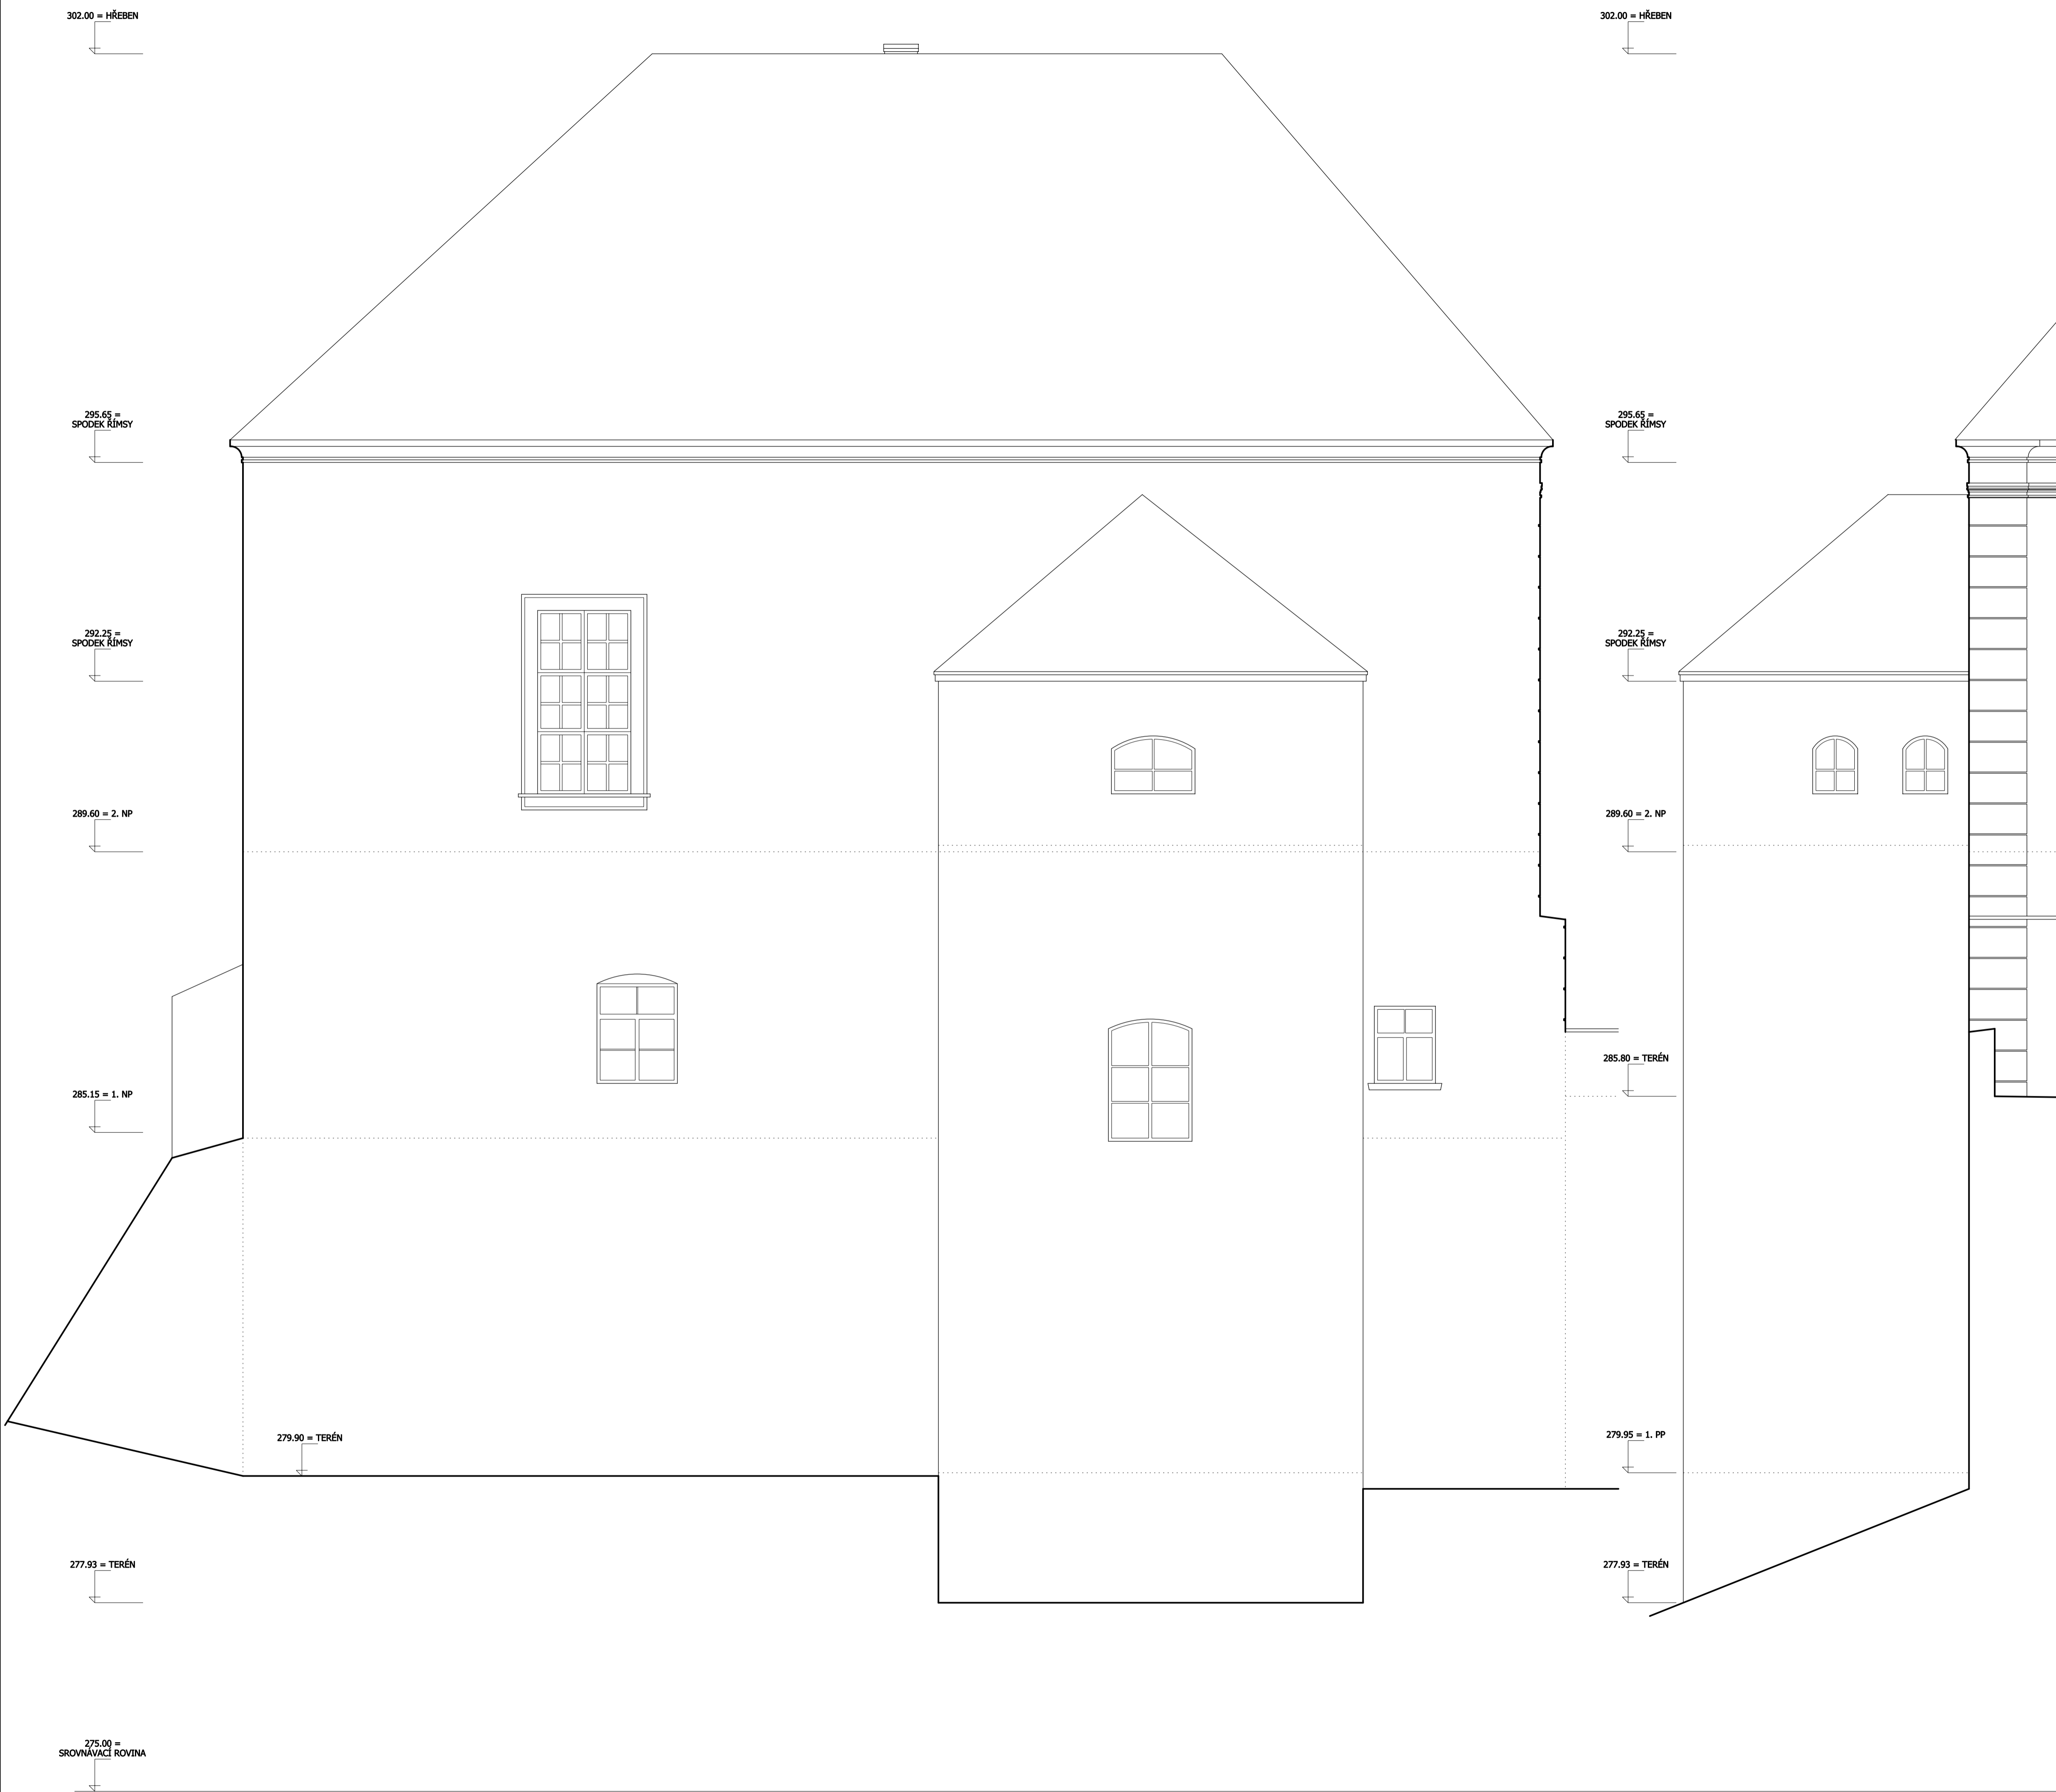 302.00 = HŘEBEN
302.00 = HŘEBEN
295.65 =
SPODEK ŘÍMSY
295.65 =
SPODEK ŘÍMSY
292.25 =
SPODEK ŘÍMSY
292.25 =
SPODEK ŘÍMSY
289.60 = 2. NP
289.60 = 2. NP
285.80 = TERÉN
285.15 = 1. NP
279.90 = TERÉN
279.95 = 1. PP
277.93 = TERÉN
277.93 = TERÉN
275.00 =
SROVNÁVACÍ ROVINA